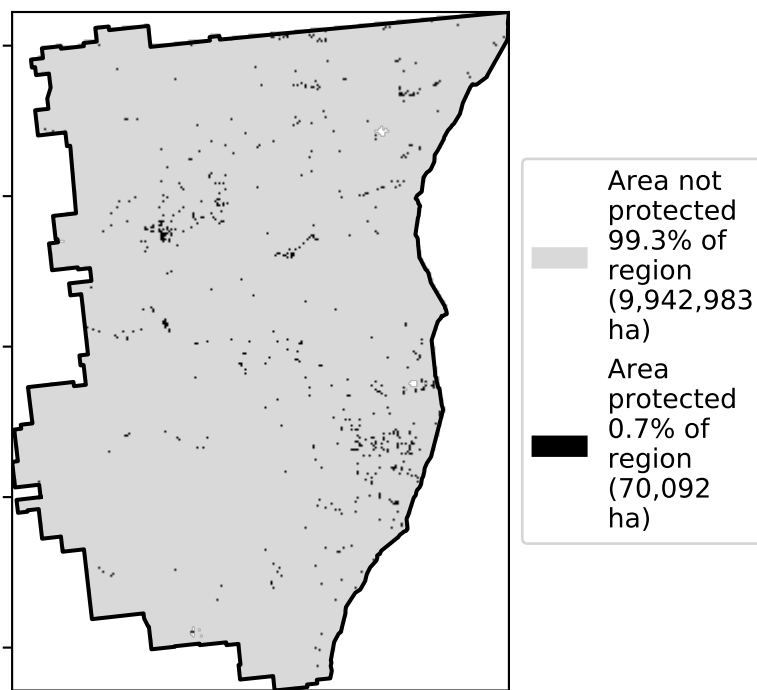 Area not
protected
99.3% of
region
(9,942,983
ha)
Area
protected
0.7% of
region
(70,092
ha)